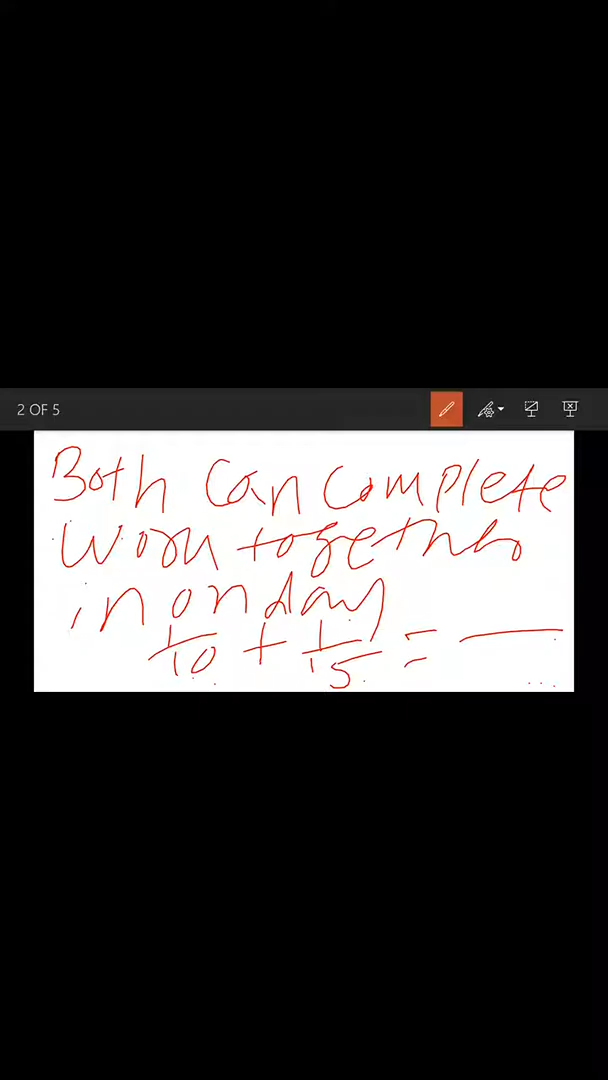 2 OF 5
Both Can Complete
Work together
in on day
1/10 + 1/15 =